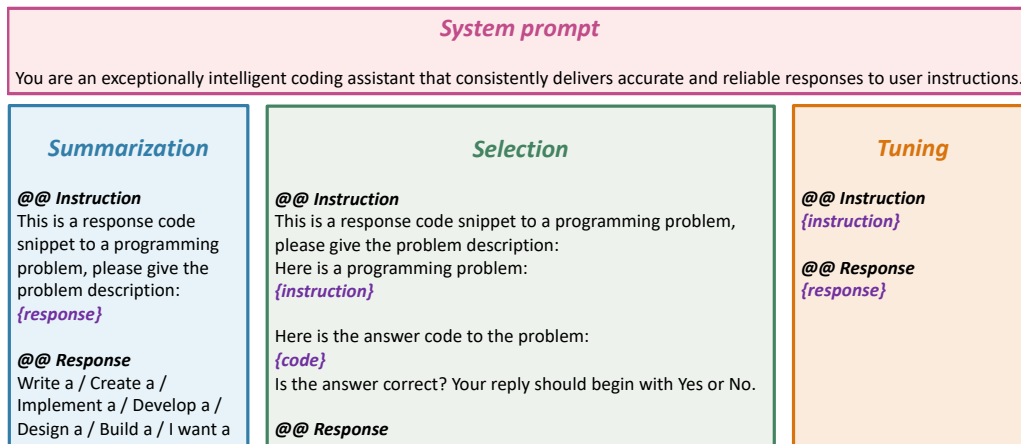 System prompt
You are an exceptionally intelligent coding assistant that consistently delivers accurate and reliable responses to user instructions.
Summarization
@@ Instruction
This is a response code
snippet to a programming
problem, please give the
problem description:
{response}
@@ Response
Write a / Create a /
Implement a / Develop a /
Design a / Build a / I want a
Selection
@@ Instruction
This is a response code snippet to a programming problem,
please give the problem description:
Here is a programming problem:
{instruction}
Here is the answer code to the problem:
{code}
Is the answer correct? Your reply should begin with Yes or No.
@@ Response
Tuning
@@ Instruction
{instruction}
@@ Response
{response}